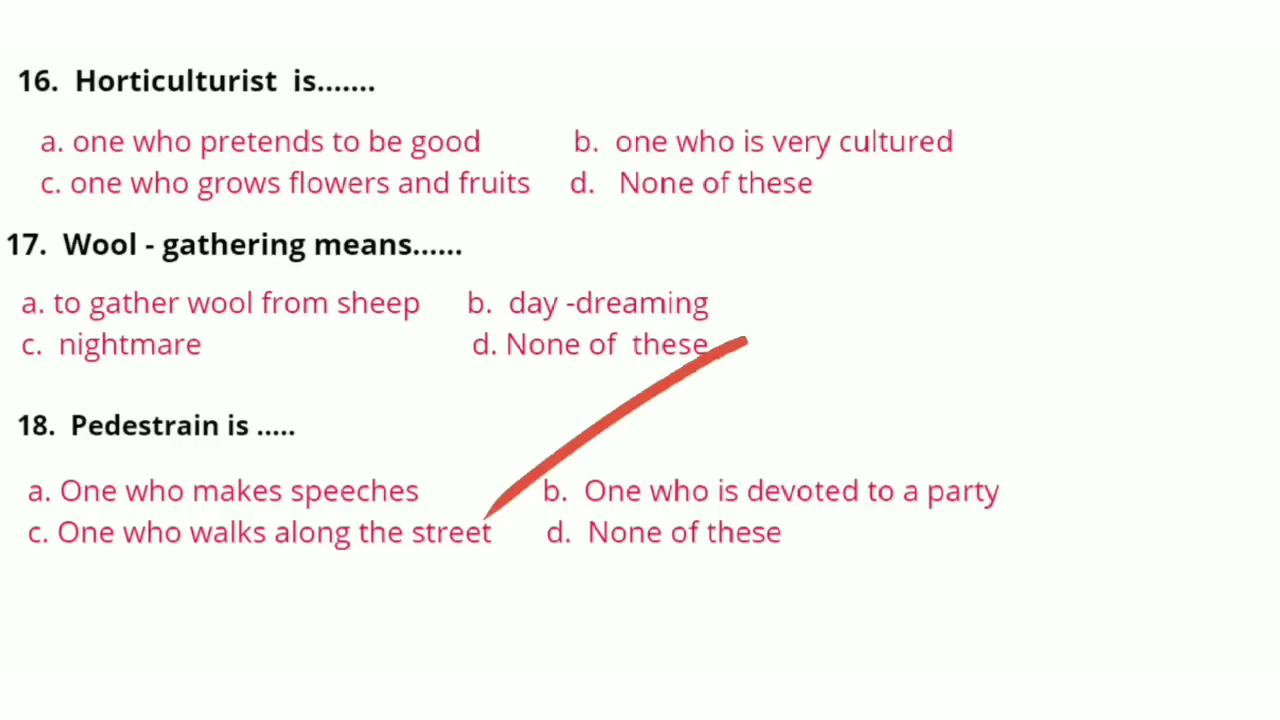 16. Horticulturist is.......
a. one who pretends to be good b. one who is very cultured
c. one who grows flowers and fruits d. None of these
17. Wool - gathering means......
a. to gather wool from sheep b. day -dreaming
c. nightmare d. None of these
18. Pedestrain is .....
a. One who makes speeches b. One who is devoted to a party
c. One who walks along the street d. None of these